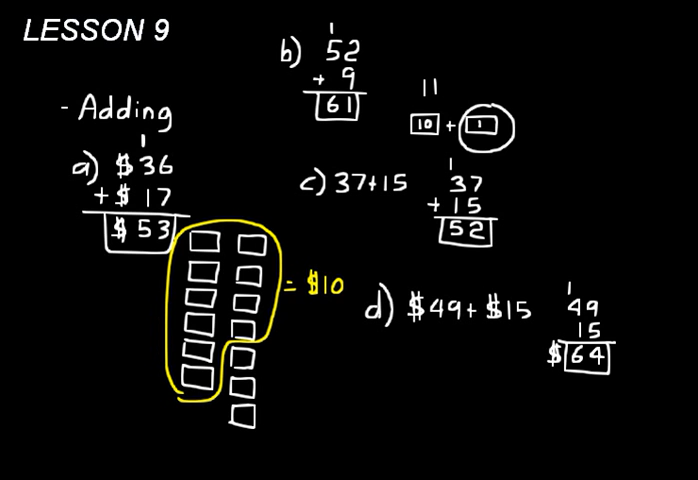 LESSON 9
- Adding
1
a) $36
+ $ 17
$ 53
= $10
b) 1
52
+ 9
61
11
10 + 1
c) 37+15
1
37
+ 15
52
d) $49 + $15
1
49
15
$ 64